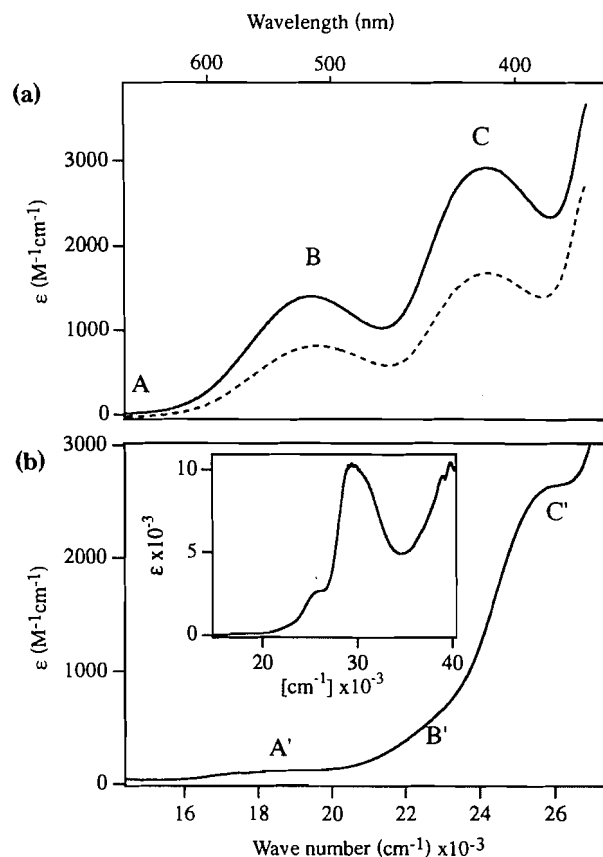 Wavelength (nm)
600 500 400
(a)
ε (M⁻¹cm⁻¹)
3000
2000
1000
0
A
B
C
(b)
ε (M⁻¹cm⁻¹)
3000
2000
1000
0
A'
B'
C'
ε x10⁻³
10
5
0
20 30 40
[cm⁻¹] x10⁻³
16 18 20 22 24 26
Wave number (cm⁻¹) x10⁻³